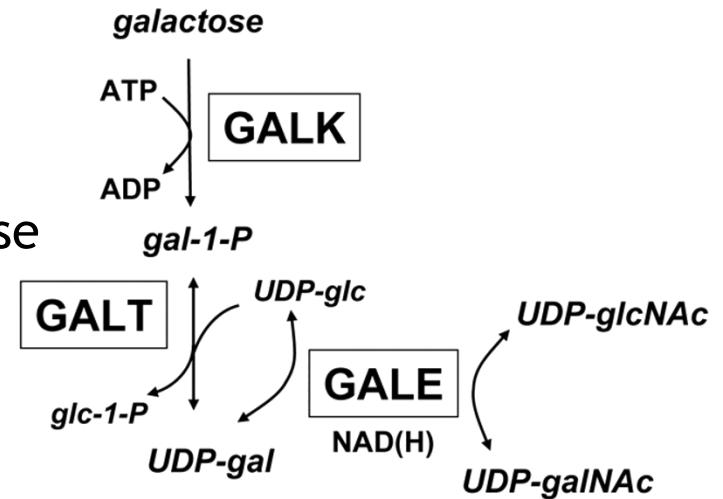 galactose
ATP
GALK
ADP
se
gal-1-P
GALT
UDP-glc
UDP-glcNAc
GALE
glc-1-P
NAD(H)
UDP-gal
UDP-galNAc